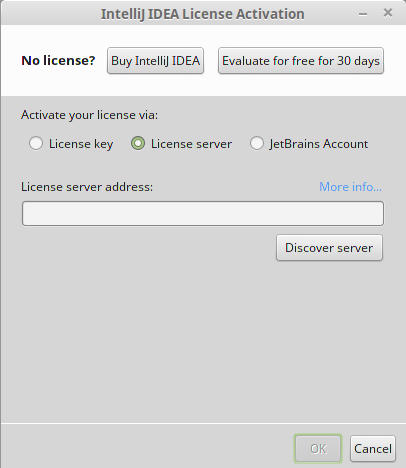 IntelliJ IDEA License Activation
No license? Buy IntelliJ IDEA Evaluate for free for 30 days
Activate your license via:
License key License server JetBrains Account
License server address: More info...
Discover server
OK Cancel